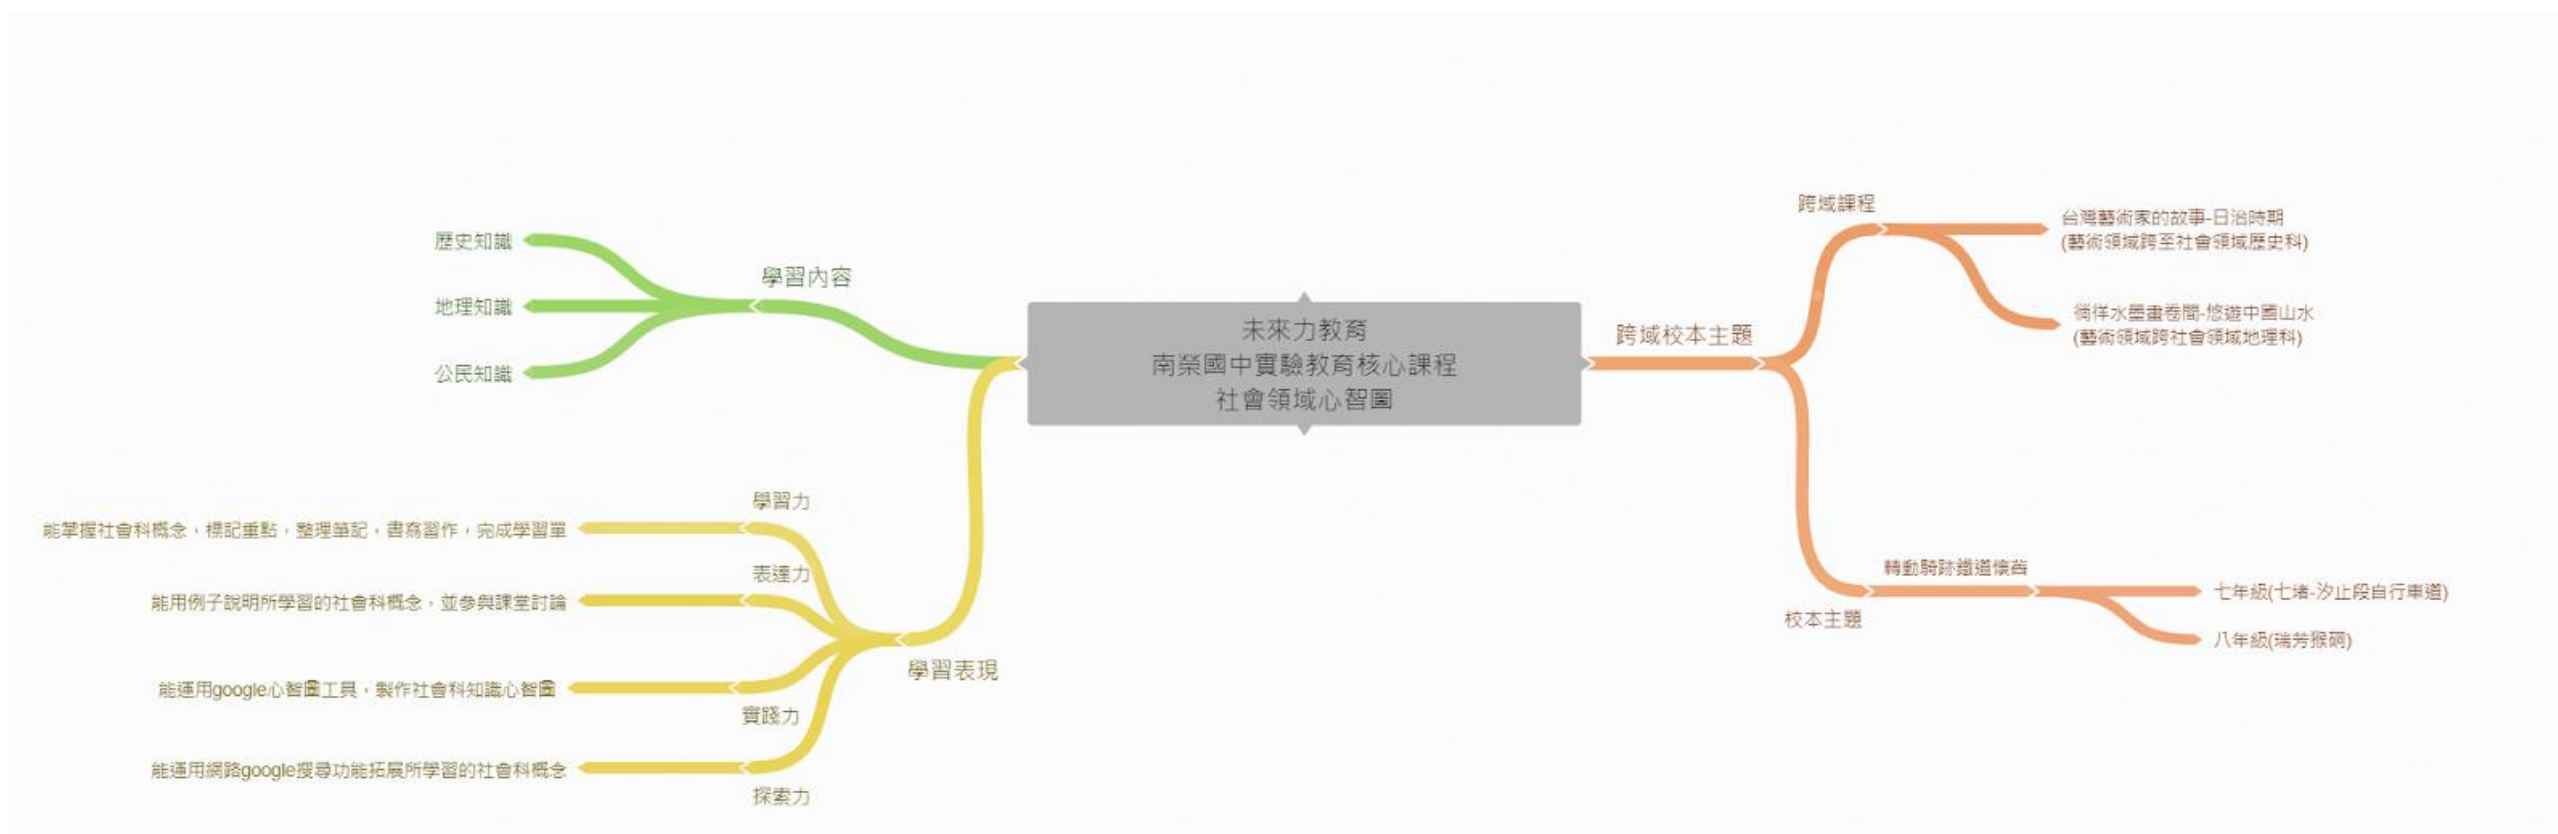 未來力教育
南榮國中實驗教育核心課程
社會領域心智圖
學習內容
歷史知識
地理知識
公民知識
學習表現
學習力
能掌握社會科概念，標記重點，整理筆記，書寫習作，完成學習單
表達力
能用例子說明所學習的社會科概念，並參與課堂討論
能運用google心智圖工具，製作社會科知識心智圖
實踐力
能運用網路google搜尋功能拓展所學習的社會科概念
探索力
跨域校本主題
跨域課程
台灣藝術家的故事-日治時期
(藝術領域跨至社會領域歷史科)
徜徉水墨畫卷間-悠遊中國山水
(藝術領域跨社會領域地理科)
校本主題
轉動騎跡鐵道懷舊
七年級(七堵-汐止段自行車道)
八年級(瑞芳猴硐)